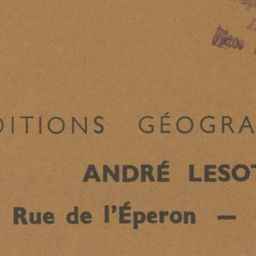 DITIONS GÉOGRA
ANDRÉ LESOT
Rue de l'Éperon —